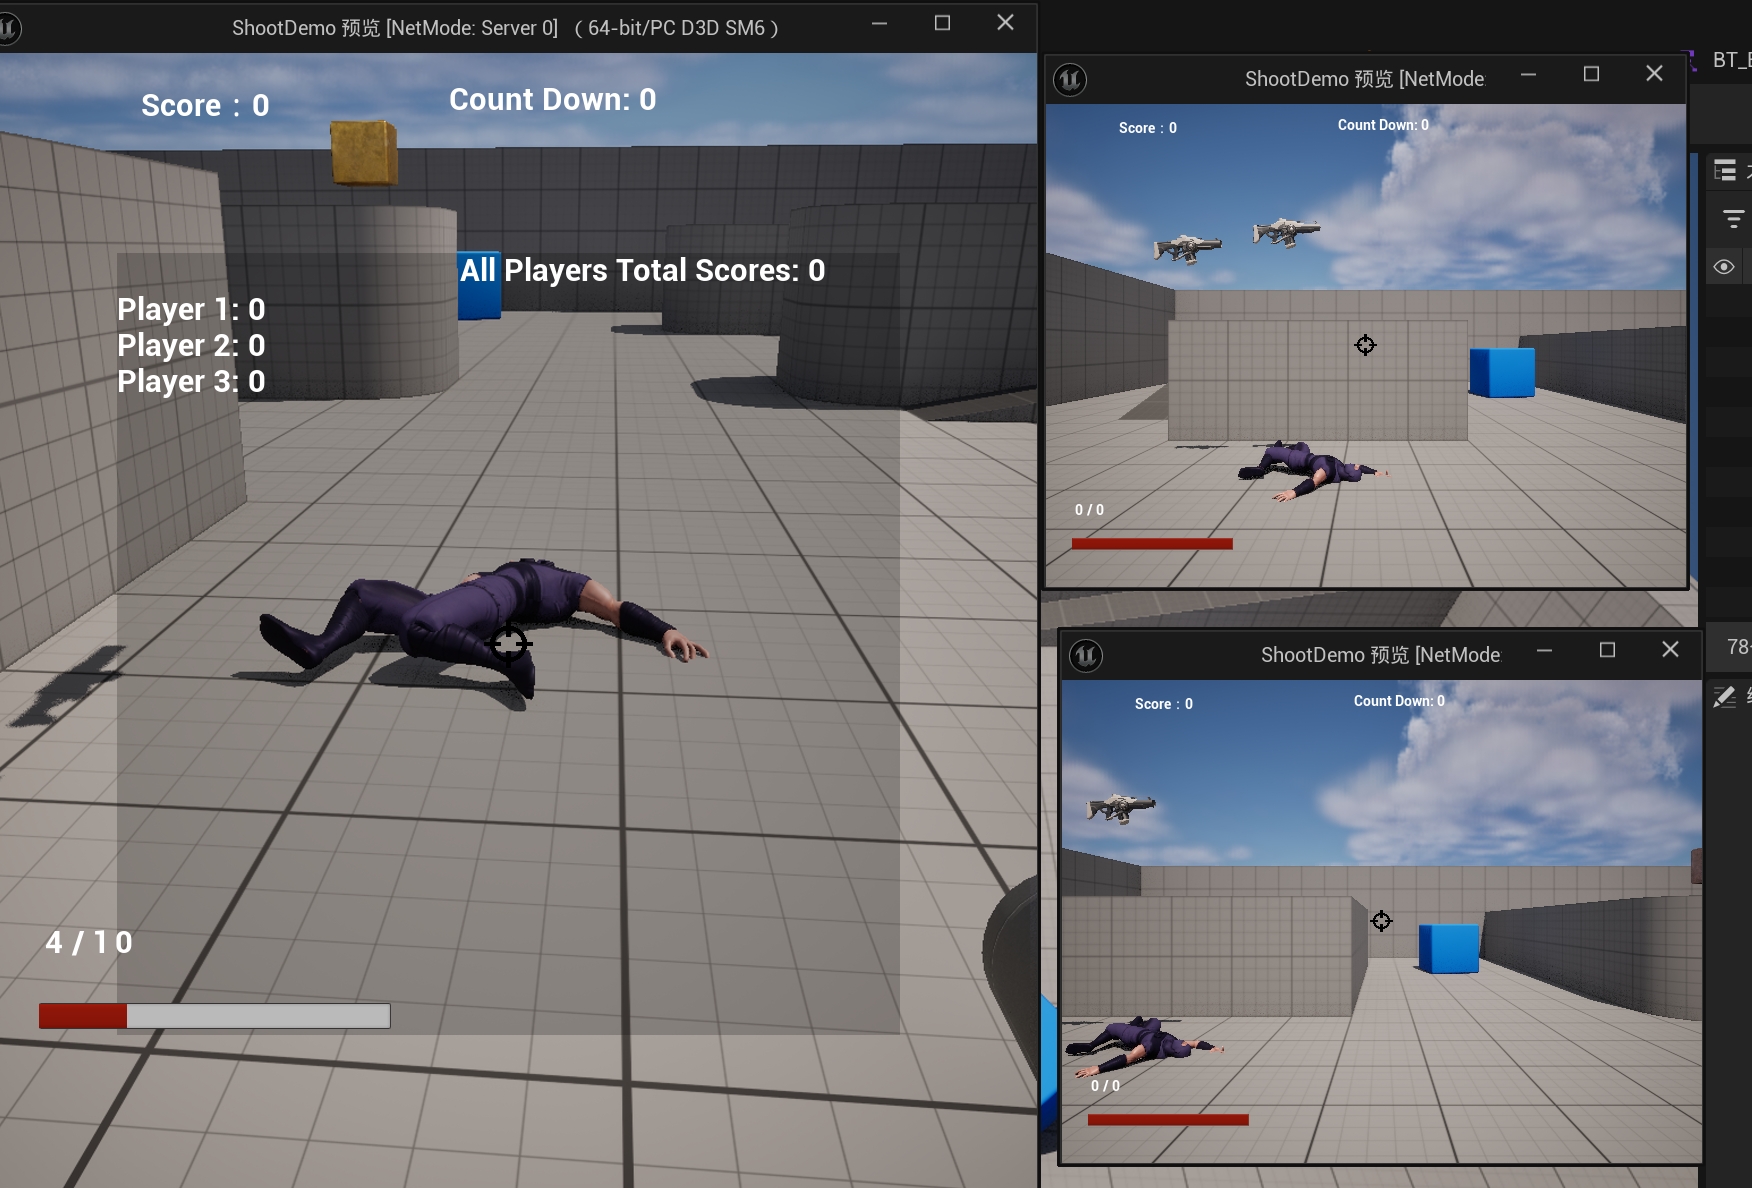 ShootDemo 预览 [NetMode: Server 0] （64-bit/PC D3D SM6）
Score : 0
Count Down: 0
All Players Total Scores: 0
Player 1: 0
Player 2: 0
Player 3: 0
4 / 10
ShootDemo 预览 [NetMode:
Score : 0
Count Down: 0
0 / 0
ShootDemo 预览 [NetMode:
Score : 0
Count Down: 0
0 / 0